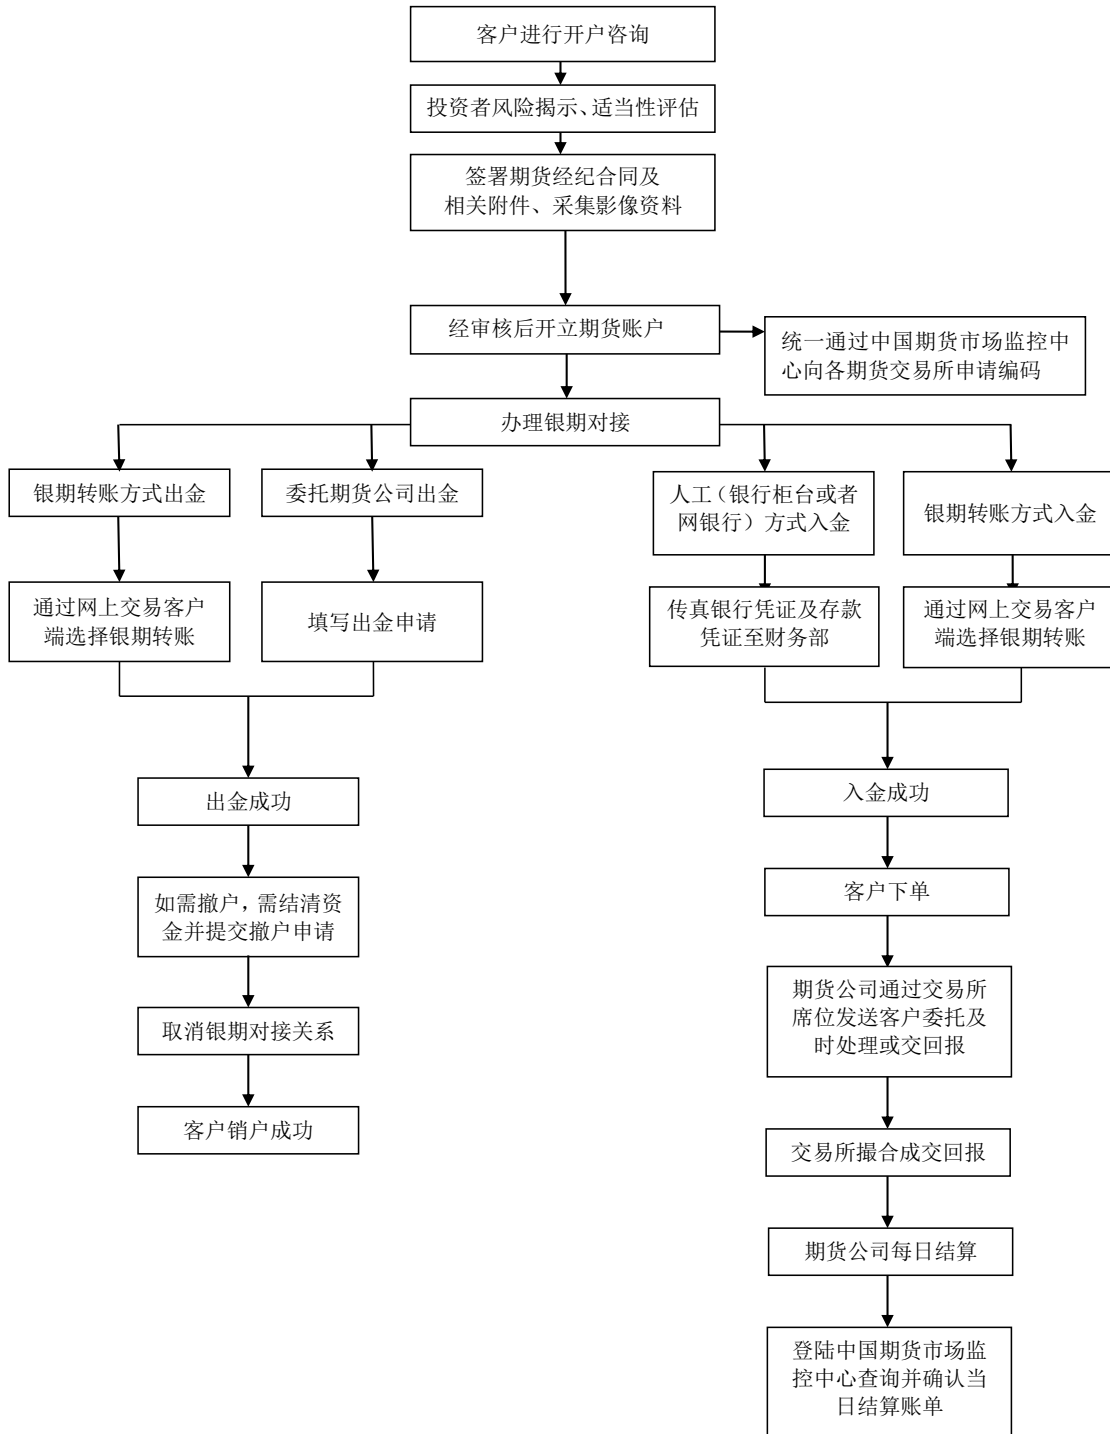 客户进行开户咨询
投资者风险揭示、适当性评估
签署期货经纪合同及
相关附件、采集影像资料
经审核后开立期货账户
统一通过中国期货市场监控中
心向各期货交易所申请编码
办理银期对接
银期转账方式出金
委托期货公司出金
人工（银行柜台或者
网银行）方式入金
银期转账方式入金
通过网上交易客户
端选择银期转账
填写出金申请
传真银行凭证及存款
凭证至财务部
通过网上交易客户
端选择银期转账
出金成功
入金成功
如需撤户，需结清资
金并提交撤户申请
客户下单
取消银期对接关系
期货公司通过交易所
席位发送客户委托及
时处理或交回报
客户销户成功
交易所撮合成交回报
期货公司每日结算
登陆中国期货市场监
控中心查询并确认当
日结算账单